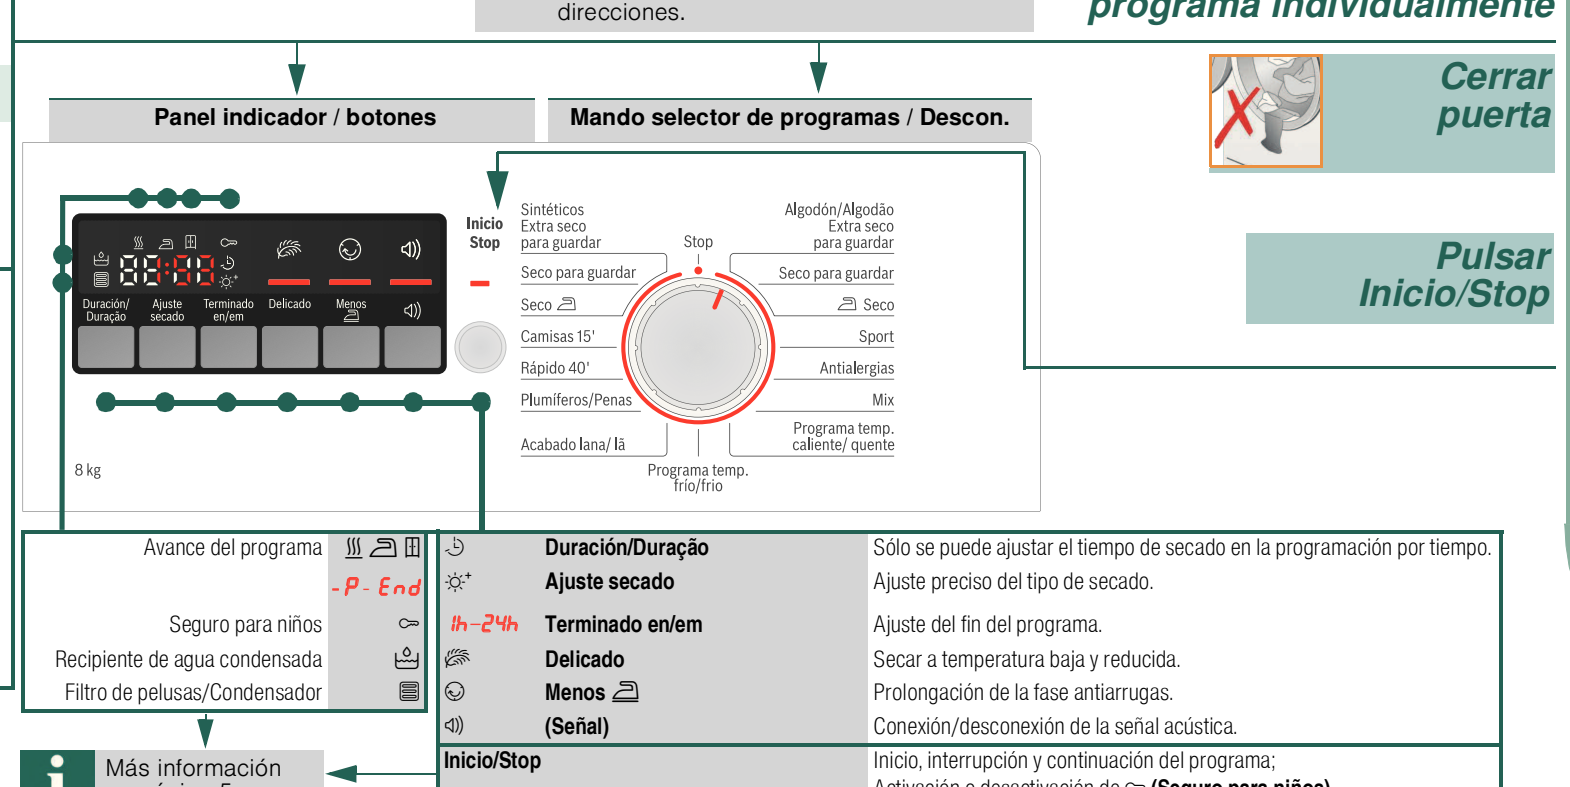 direcciones.
programa individualmente
Cerrar
puerta
Panel indicador / botones
Mando selector de programas / Descon.
Pulsar
Inicio/Stop
Inicio
Stop
Duración/
Duração
Ajuste
secado
Terminado
en/em
Delicado
Menos
8 kg
Sintéticos
Extra seco
para guardar
Seco para guardar
Seco
Camisas 15'
Rápido 40'
Plumíferos/Penas
Acabado lana/ lã
Stop
Algodón/Algodão
Extra seco
para guardar
Seco para guardar
Seco
Sport
Antialergias
Mix
Programa temp.
caliente/ quente
Programa temp.
frío/frio
Avance del programa
-P- End
Seguro para niños
Recipiente de agua condensada
Filtro de pelusas/Condensador
Duración/Duração Sólo se puede ajustar el tiempo de secado en la programación por tiempo.
Ajuste secado Ajuste preciso del tipo de secado.
1h-24h Terminado en/em Ajuste del fin del programa.
Delicado Secar a temperatura baja y reducida.
Menos Prolongación de la fase antiarrugas.
(Señal) Conexión/desconexión de la señal acústica.
Inicio/Stop Inicio, interrupción y continuación del programa;
(Seguro para niños)
i Más información